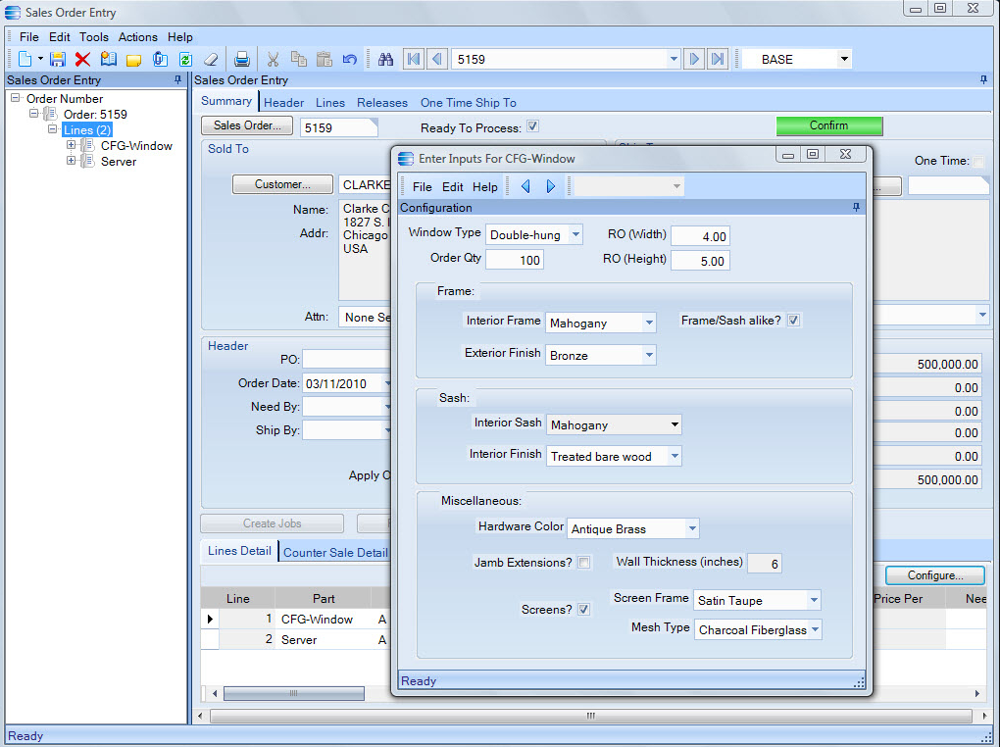 Sales Order Entry
File Edit Tools Actions Help
5159 BASE
Sales Order Entry
Order Number
Order: 5159
Lines (2)
CFG-Window
Server
Sales Order Entry
Summary Header Lines Releases One Time Ship To
Sales Order... 5159 Ready To Process: Confirm
Sold To
One Time:
Customer... CLARKE
Name: Clarke C
Addr: 1827 S.
Chicago
USA
Attn: None Se
Header
PO:
Order Date: 03/11/2010
Need By:
Ship By:
Apply O
500,000.00
0.00
0.00
0.00
0.00
500,000.00
Create Jobs
Lines Detail Counter Sale Detail
Configure...
Line Part Price Per Nee
1 CFG-Window A
2 Server A
Ready
Enter Inputs For CFG-Window
File Edit Help
Configuration
Window Type Double-hung RO (Width) 4.00
Order Qty 100 RO (Height) 5.00
Frame:
Interior Frame Mahogany Frame/Sash alike?
Exterior Finish Bronze
Sash:
Interior Sash Mahogany
Interior Finish Treated bare wood
Miscellaneous:
Hardware Color Antique Brass
Jamb Extensions? Wall Thickness (inches) 6
Screens? Screen Frame Satin Taupe
Mesh Type Charcoal Fiberglass
Ready